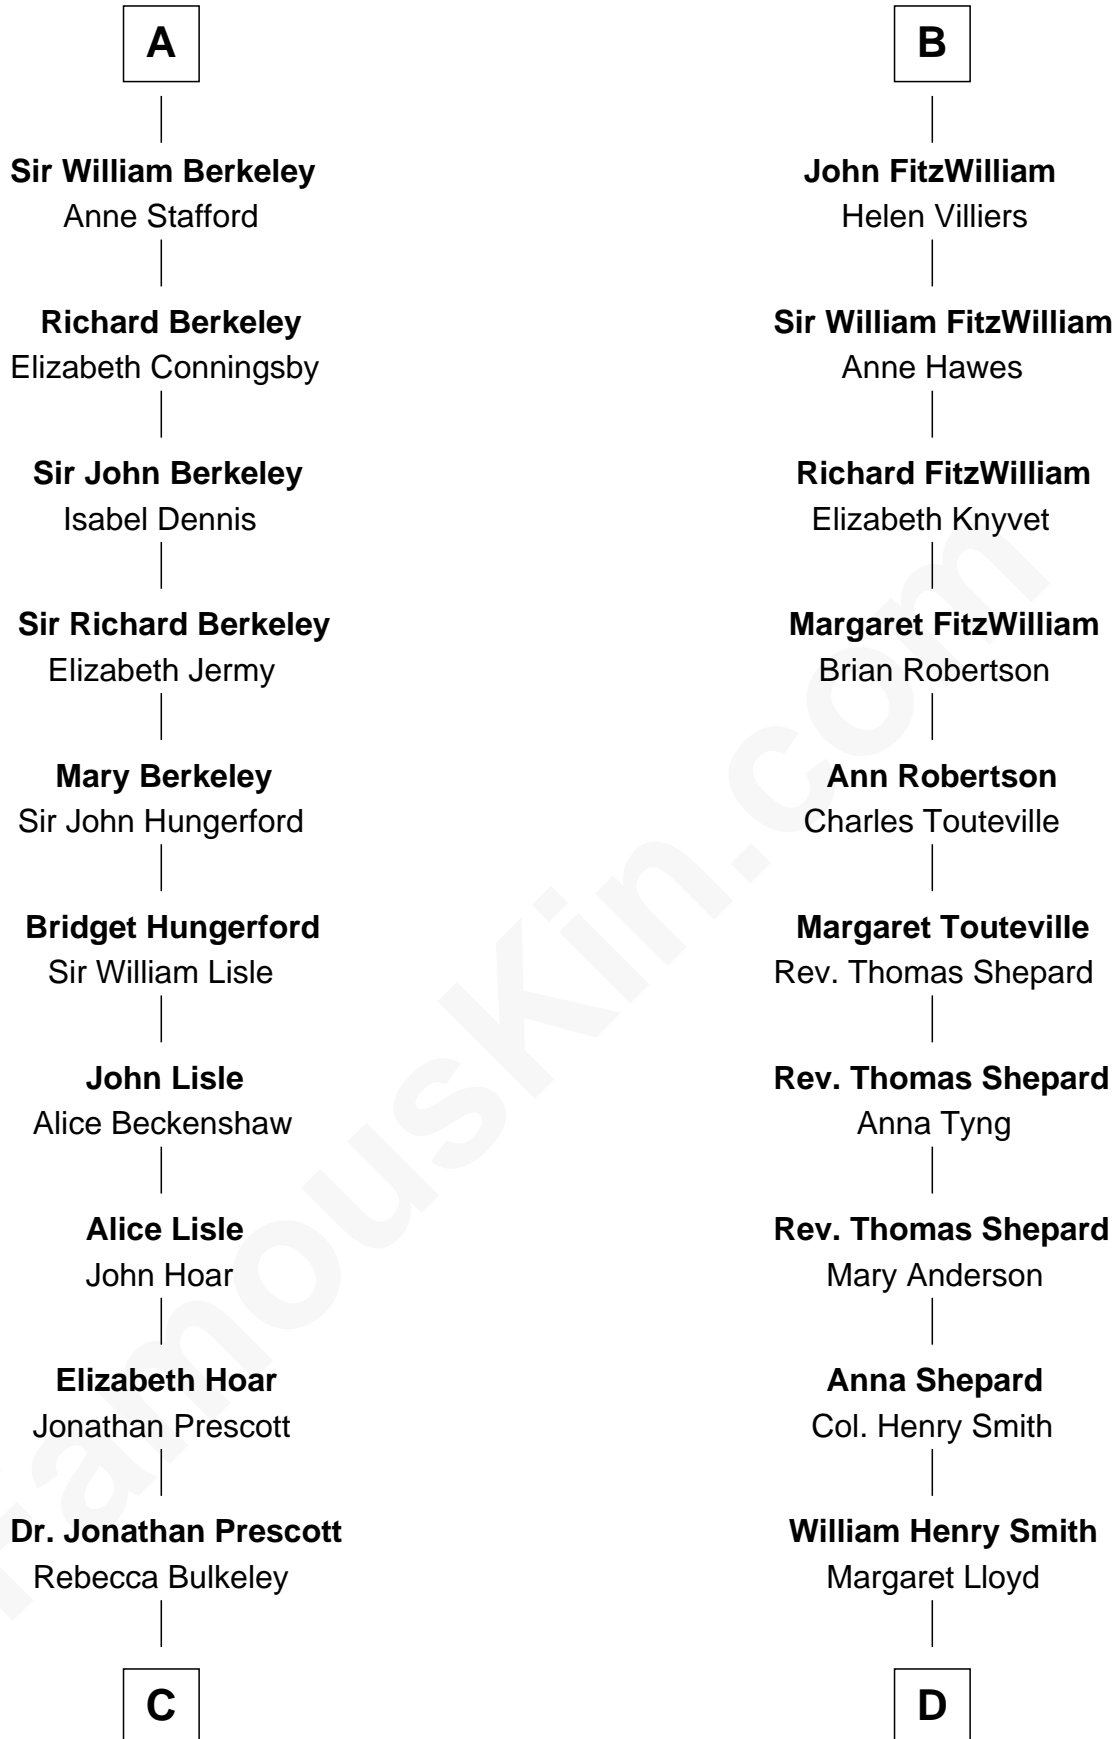 A
Sir William Berkeley
Anne Stafford
Richard Berkeley
Elizabeth Conningsby
Sir John Berkeley
Isabel Dennis
Sir Richard Berkeley
Elizabeth Jermy
Mary Berkeley
Sir John Hungerford
Bridget Hungerford
Sir William Lisle
John Lisle
Alice Beckenshaw
Alice Lisle
John Hoar
Elizabeth Hoar
Jonathan Prescott
Dr. Jonathan Prescott
Rebecca Bulkeley
C
B
John FitzWilliam
Helen Villiers
Sir William FitzWilliam
Anne Hawes
Richard FitzWilliam
Elizabeth Knyvet
Margaret FitzWilliam
Brian Robertson
Ann Robertson
Charles Touteville
Margaret Touteville
Rev. Thomas Shepard
Rev. Thomas Shepard
Anna Tyng
Rev. Thomas Shepard
Mary Anderson
Anna Shepard
Col. Henry Smith
William Henry Smith
Margaret Lloyd
D
FamousKin.com